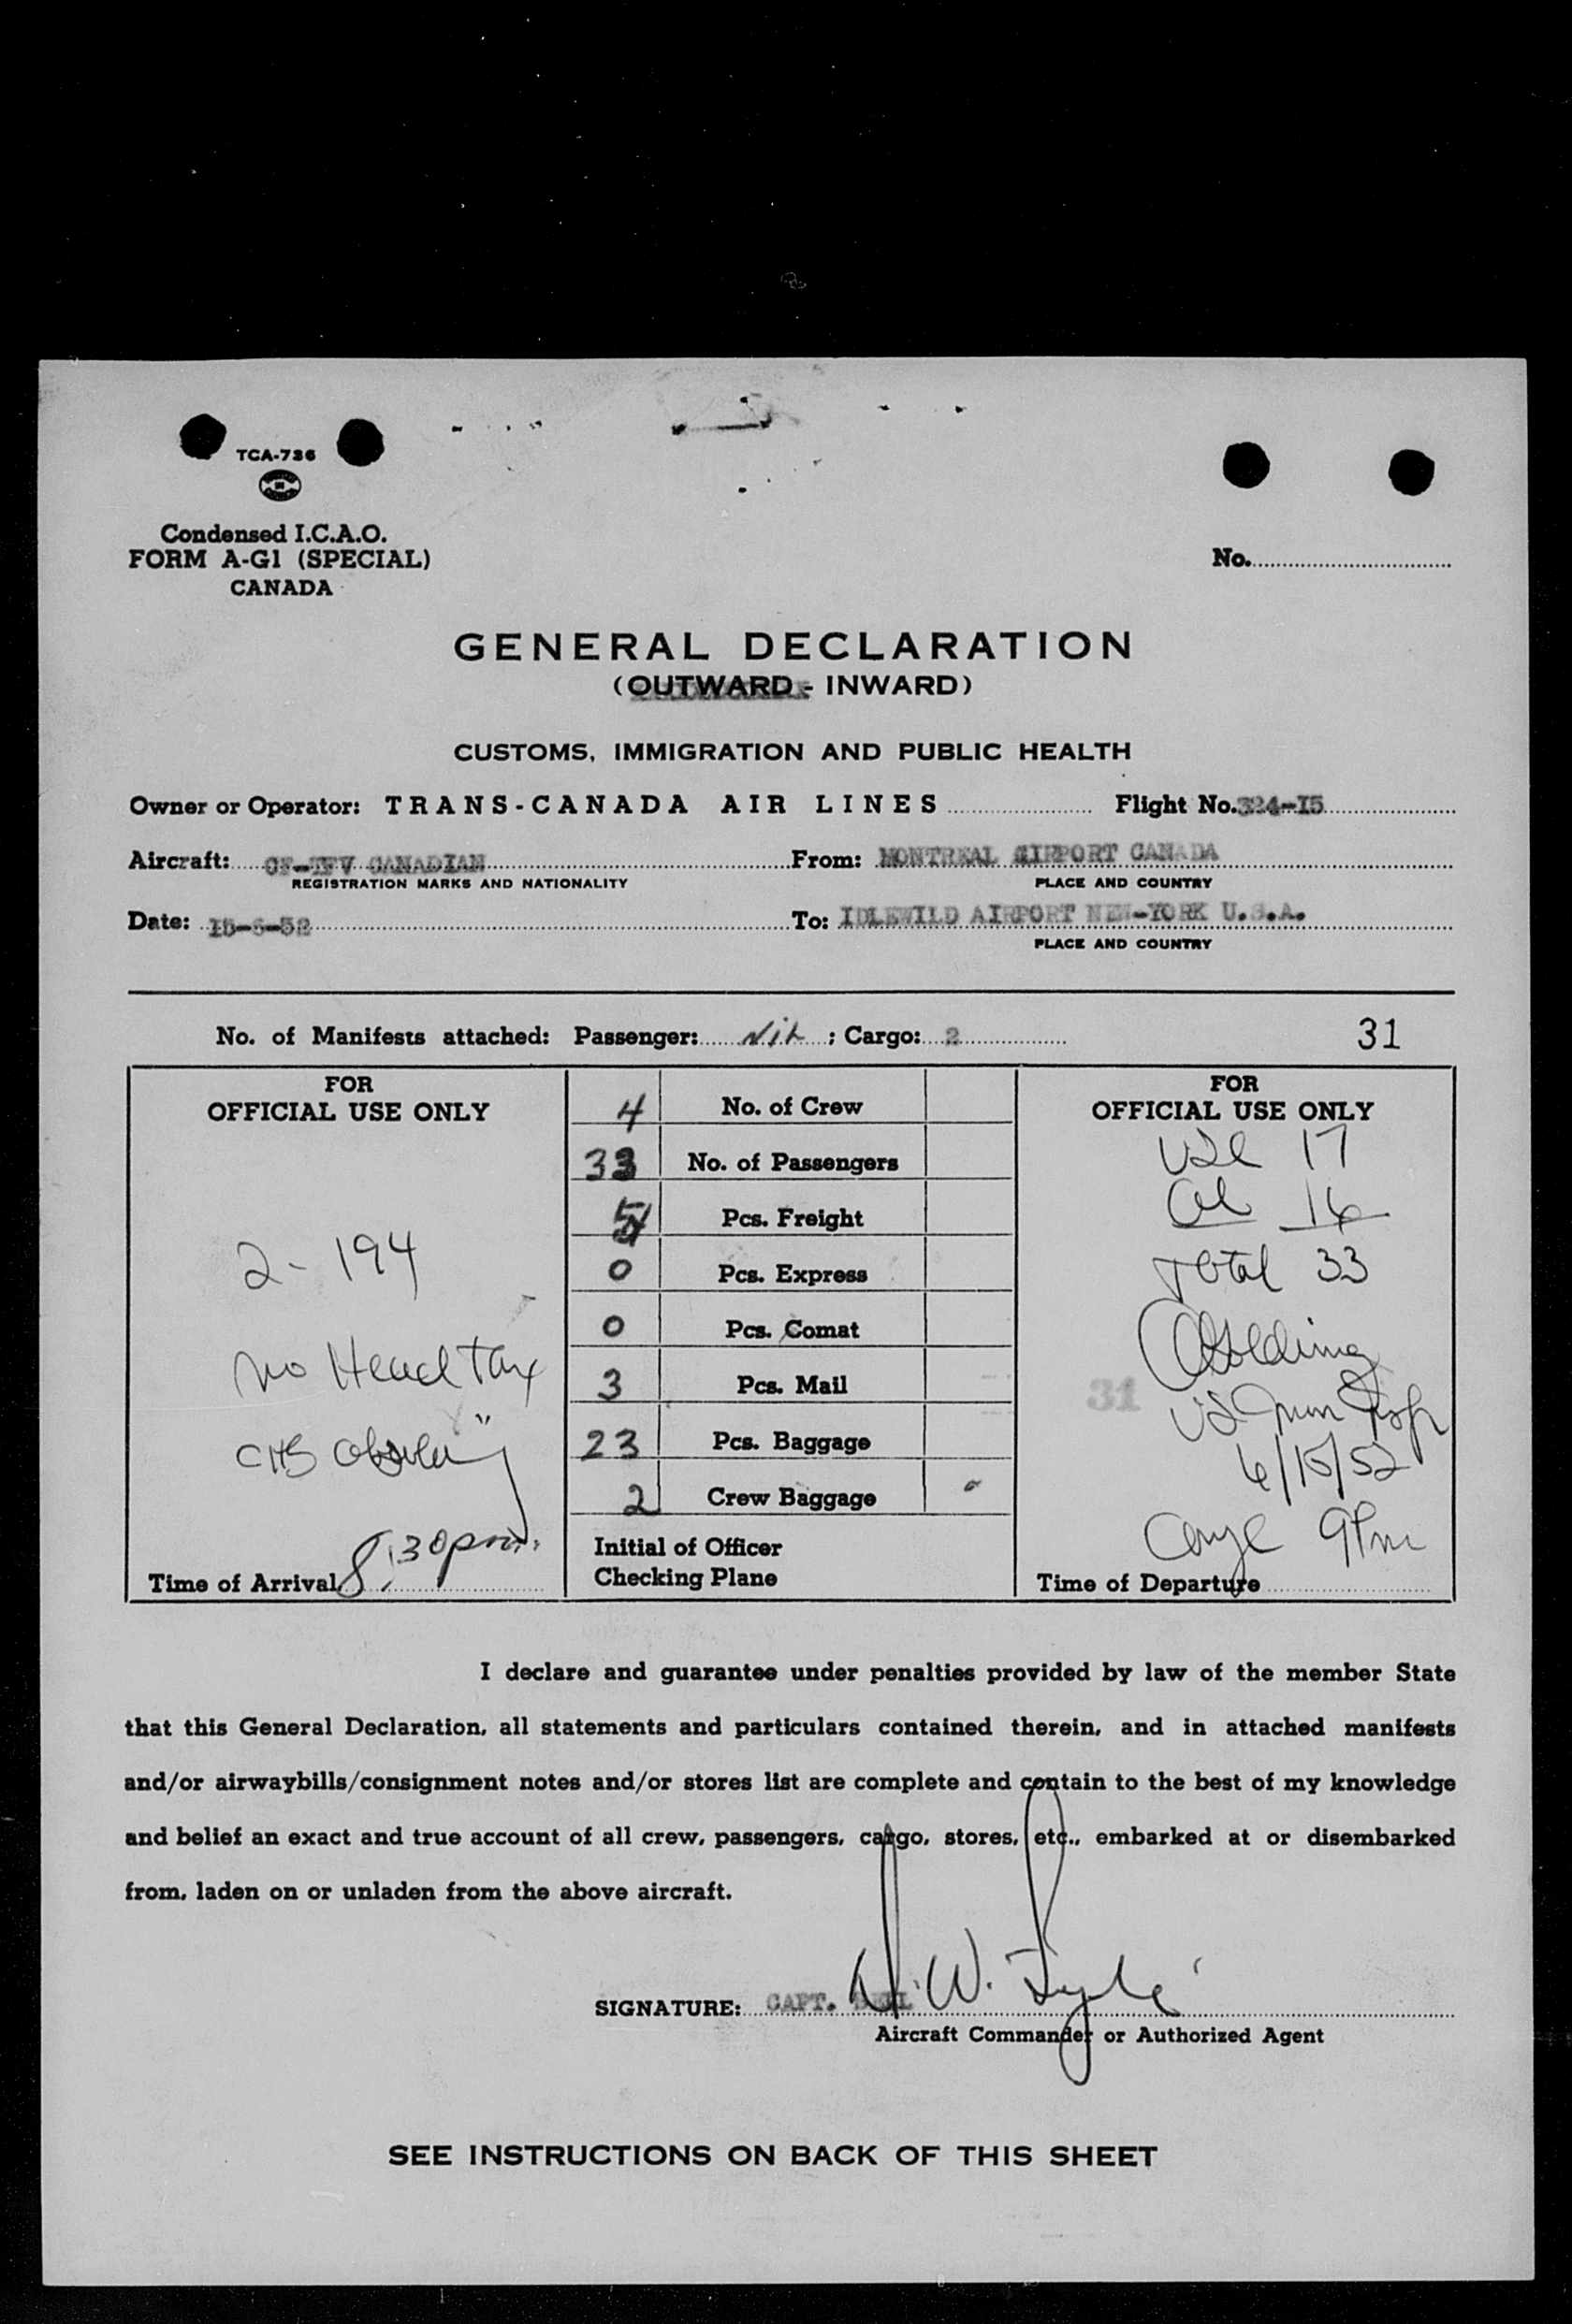 TCA-736
Condensed I.C.A.O.
FORM A-G1 (SPECIAL)
CANADA
No.
GENERAL DECLARATION
(OUTWARD - INWARD)
CUSTOMS, IMMIGRATION AND PUBLIC HEALTH
Owner or Operator: TRANS-CANADA AIR LINES Flight No. 324-15
Aircraft: CF-TFV CANADIAN From: MONTREAL AIRPORT CANADA
REGISTRATION MARKS AND NATIONALITY PLACE AND COUNTRY
Date: 15-6-52 To: IDLEWILD AIRPORT NEW-YORK U.S.A.
PLACE AND COUNTRY
No. of Manifests attached: Passenger: Nil ; Cargo: 2 31
FOR
OFFICIAL USE ONLY
2 - 194
No Head Tax
Time of Arrival 8:30pm.
4 No. of Crew
33 No. of Passengers
Pcs. Freight
0 Pcs. Express
0 Pcs. Comat
3 Pcs. Mail
23 Pcs. Baggage
2 Crew Baggage
Initial of Officer
Checking Plane
FOR
OFFICIAL USE ONLY
USC 17
Al 16
Total 33
31
6/15/52
9Pm
Time of Departure
I declare and guarantee under penalties provided by law of the member State
that this General Declaration, all statements and particulars contained therein, and in attached manifests
and/or airwaybills/consignment notes and/or stores list are complete and contain to the best of my knowledge
and belief an exact and true account of all crew, passengers, cargo, stores, etc., embarked at or disembarked
from, laden on or unladen from the above aircraft.
SIGNATURE: CAPT. BELL
Aircraft Commander or Authorized Agent
SEE INSTRUCTIONS ON BACK OF THIS SHEET